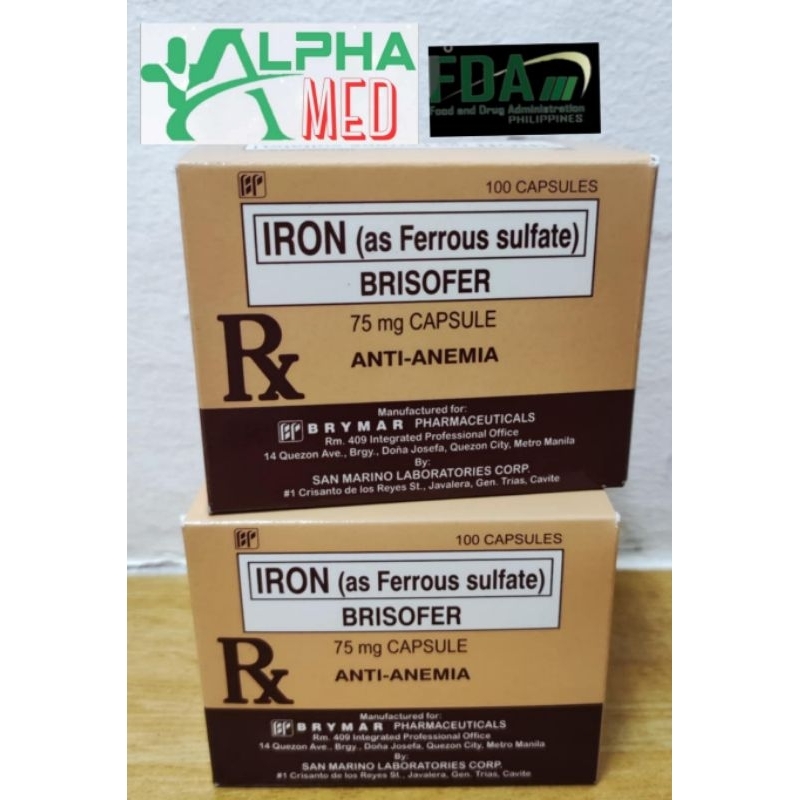 ALPHA
MED
FDA
Food and Drug Administration
PHILIPPINES
BP
100 CAPSULES
IRON (as Ferrous sulfate)
BRISOFER
Rx
75 mg CAPSULE
ANTI-ANEMIA
Manufactured for:
BP BRYMAR PHARMACEUTICALS
Rm. 409 Integrated Professional Office
14 Quezon Ave., Brgy., Doña Josefa, Quezon City, Metro Manila
By:
SAN MARINO LABORATORIES CORP.
#1 Crisanto de los Reyes St., Javalera, Gen. Trias, Cavite
BP
100 CAPSULES
IRON (as Ferrous sulfate)
BRISOFER
Rx
75 mg CAPSULE
ANTI-ANEMIA
Manufactured for:
BP BRYMAR PHARMACEUTICALS
Rm. 409 Integrated Professional Office
14 Quezon Ave., Brgy., Doña Josefa, Quezon City, Metro Manila
By:
SAN MARINO LABORATORIES CORP.
#1 Crisanto de los Reyes St., Javalera, Gen. Trias, Cavite